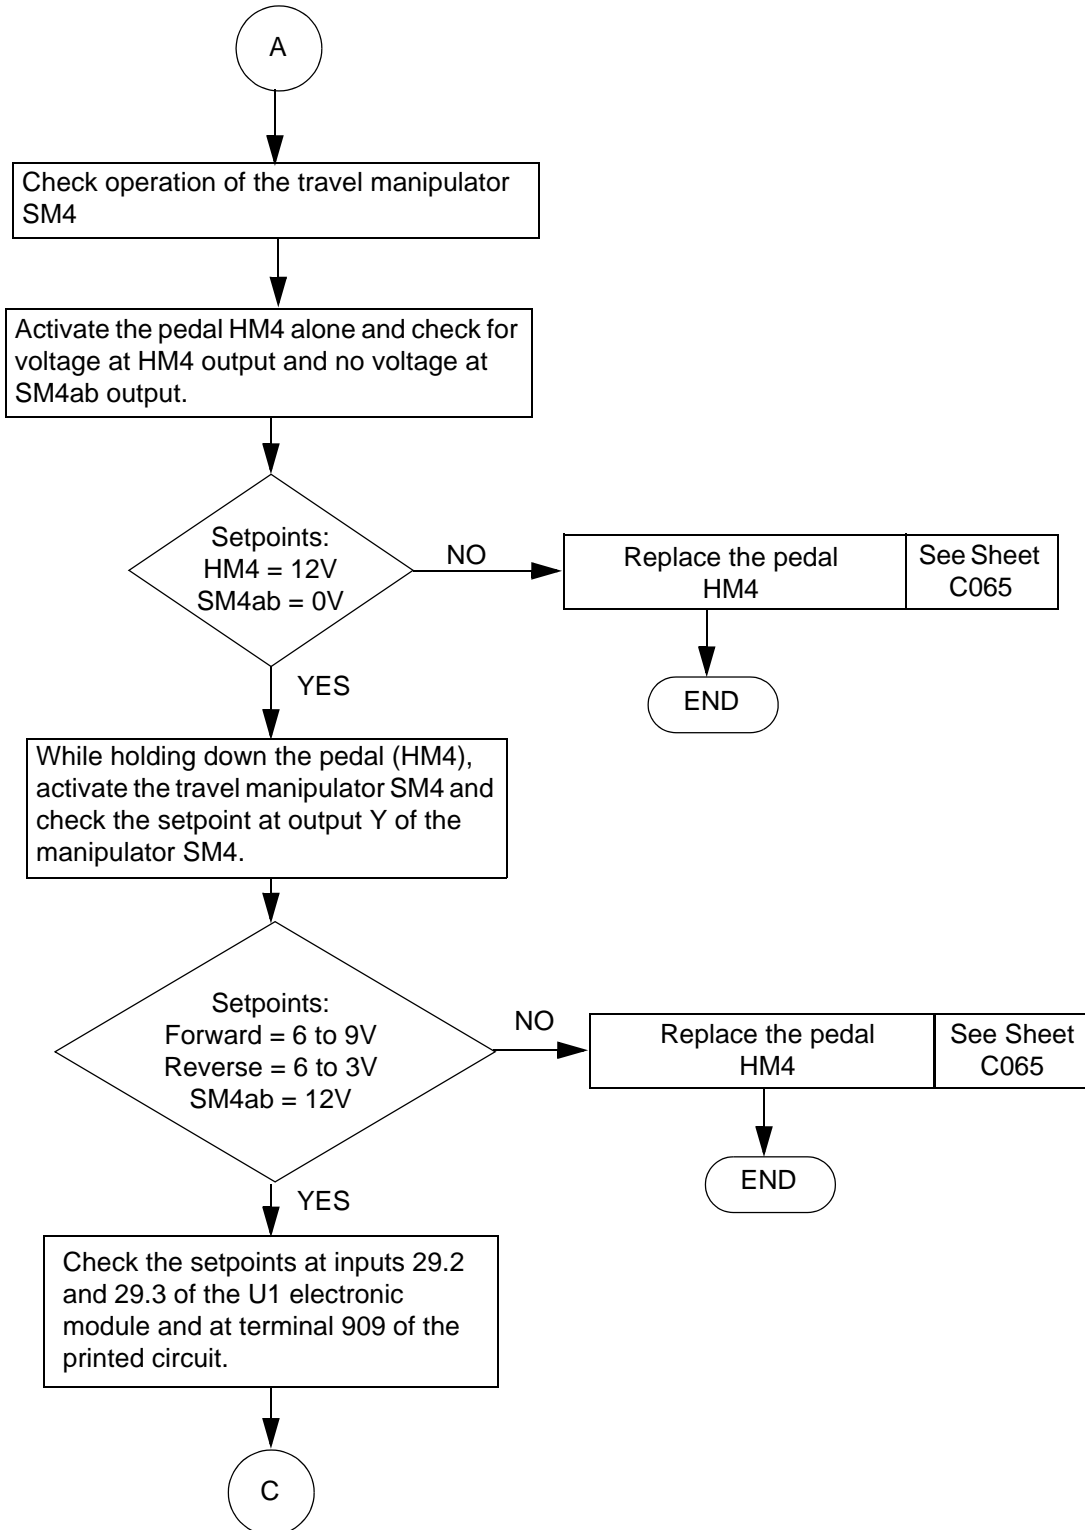 A
Check operation of the travel manipulator
SM4
Activate the pedal HM4 alone and check for
voltage at HM4 output and no voltage at
SM4ab output.
Setpoints:
HM4 = 12V
SM4ab = 0V
NO
Replace the pedal
HM4
See Sheet
C065
END
YES
While holding down the pedal (HM4),
activate the travel manipulator SM4 and
check the setpoint at output Y of the
manipulator SM4.
Setpoints:
Forward = 6 to 9V
Reverse = 6 to 3V
SM4ab = 12V
NO
Replace the pedal
HM4
See Sheet
C065
END
YES
Check the setpoints at inputs 29.2
and 29.3 of the U1 electronic
module and at terminal 909 of the
printed circuit.
C